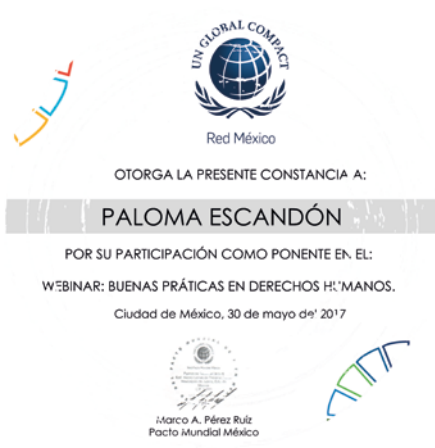 UN GLOBAL COMPACT
Red México
OTORGA LA PRESENTE CONSTANCIA A:
PALOMA ESCANDÓN
POR SU PARTICIPACIÓN COMO PONENTE EN EL:
WEBINAR: BUENAS PRÁTICAS EN DERECHOS HUMANOS.
Ciudad de México, 30 de mayo del 2017
Marco A. Pérez Ruiz
Pacto Mundial México